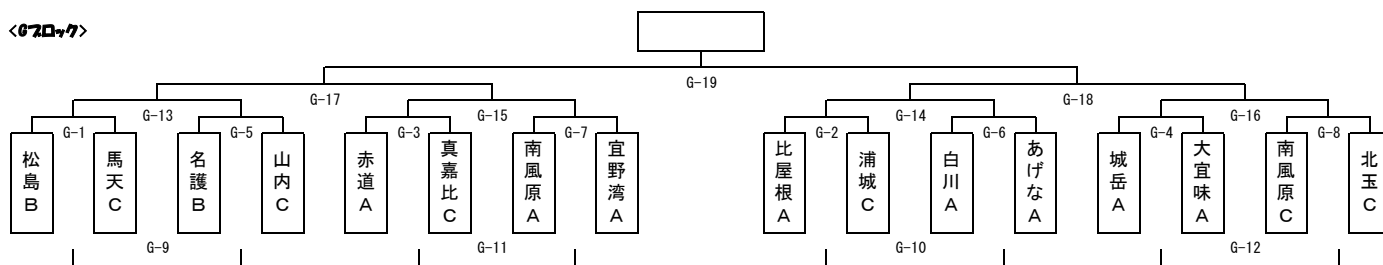 <Gブロック>
G-19
G-17
G-18
G-13
G-15
G-14
G-16
G-1
G-5
G-3
G-7
G-2
G-6
G-4
G-8
松島B
馬天C
名護B
山内C
赤道A
真嘉比C
南風原A
宜野湾A
比屋根A
浦城C
白川A
あげなA
城岳A
大宜味A
南風原C
北玉C
G-9
G-11
G-10
G-12